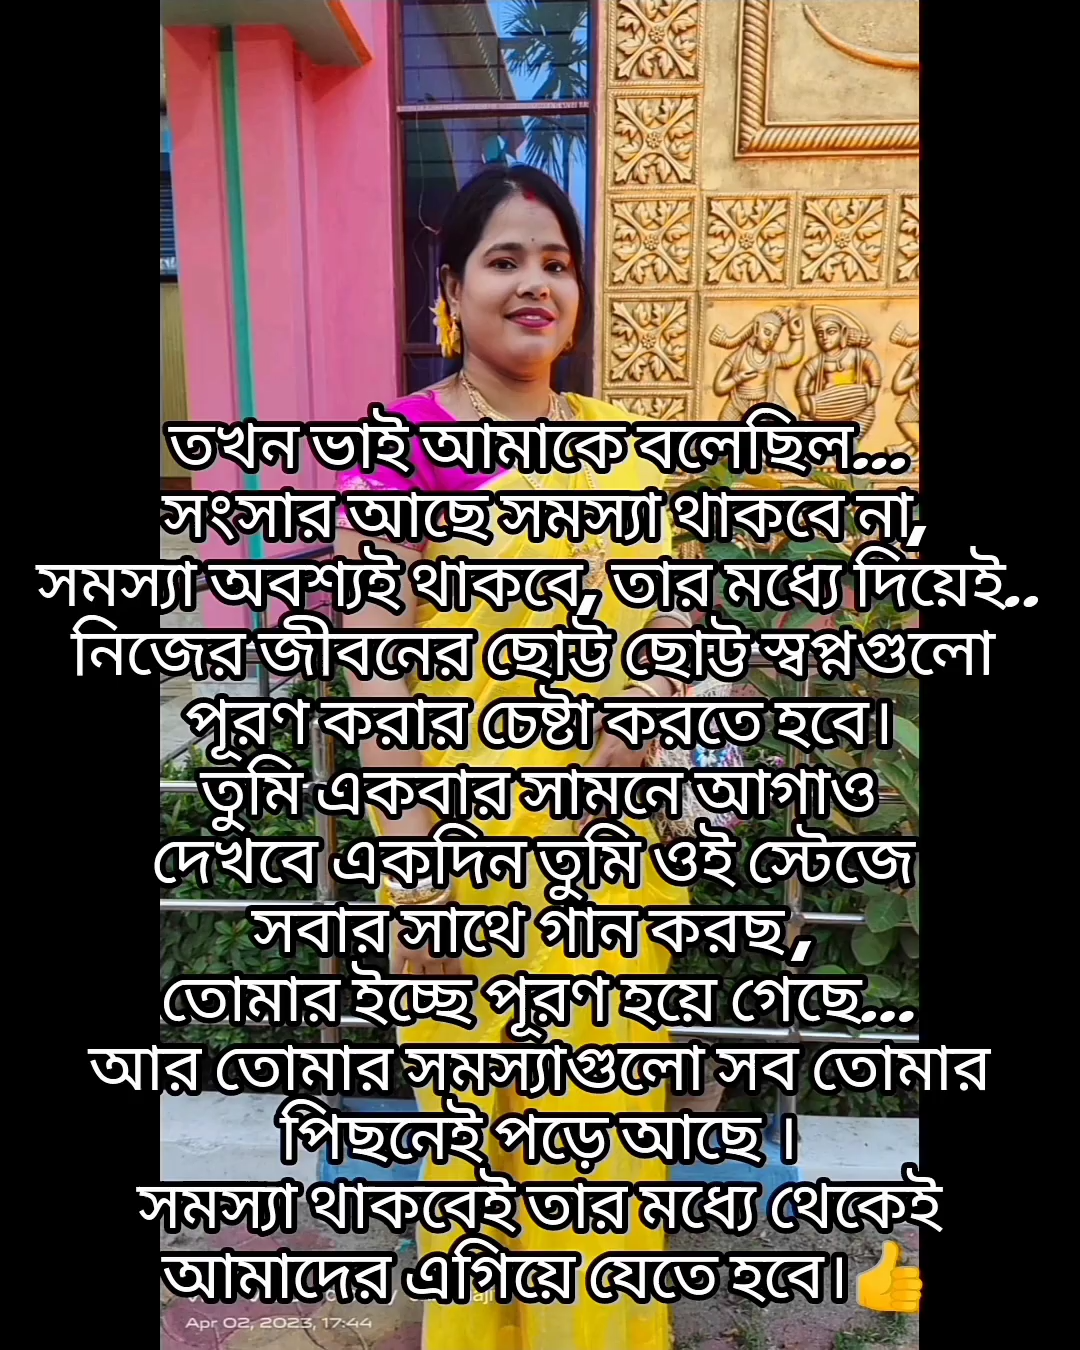 তখন ভাই আমাকে বলেছিল...
সংসার আছে সমস্যা থাকবে না,
সমস্যা অবশ্যই থাকবে, তার মধ্যে দিয়েই..
নিজের জীবনের ছোট্ট ছোট্ট স্বপ্নগুলো
পূরণ করার চেষ্টা করতে হবে।
তুমি একবার সামনে আগাও
দেখবে একদিন তুমি ওই স্টেজে
সবার সাথে গান করছ,
তোমার ইচ্ছে পূরণ হয়ে গেছে...
আর তোমার সমস্যাগুলো সব তোমার
পিছনেই পড়ে আছে ।
সমস্যা থাকবেই তার মধ্যে থেকেই
আমাদের এগিয়ে যেতে হবে।👍
Apr 02, 2023, 17:44